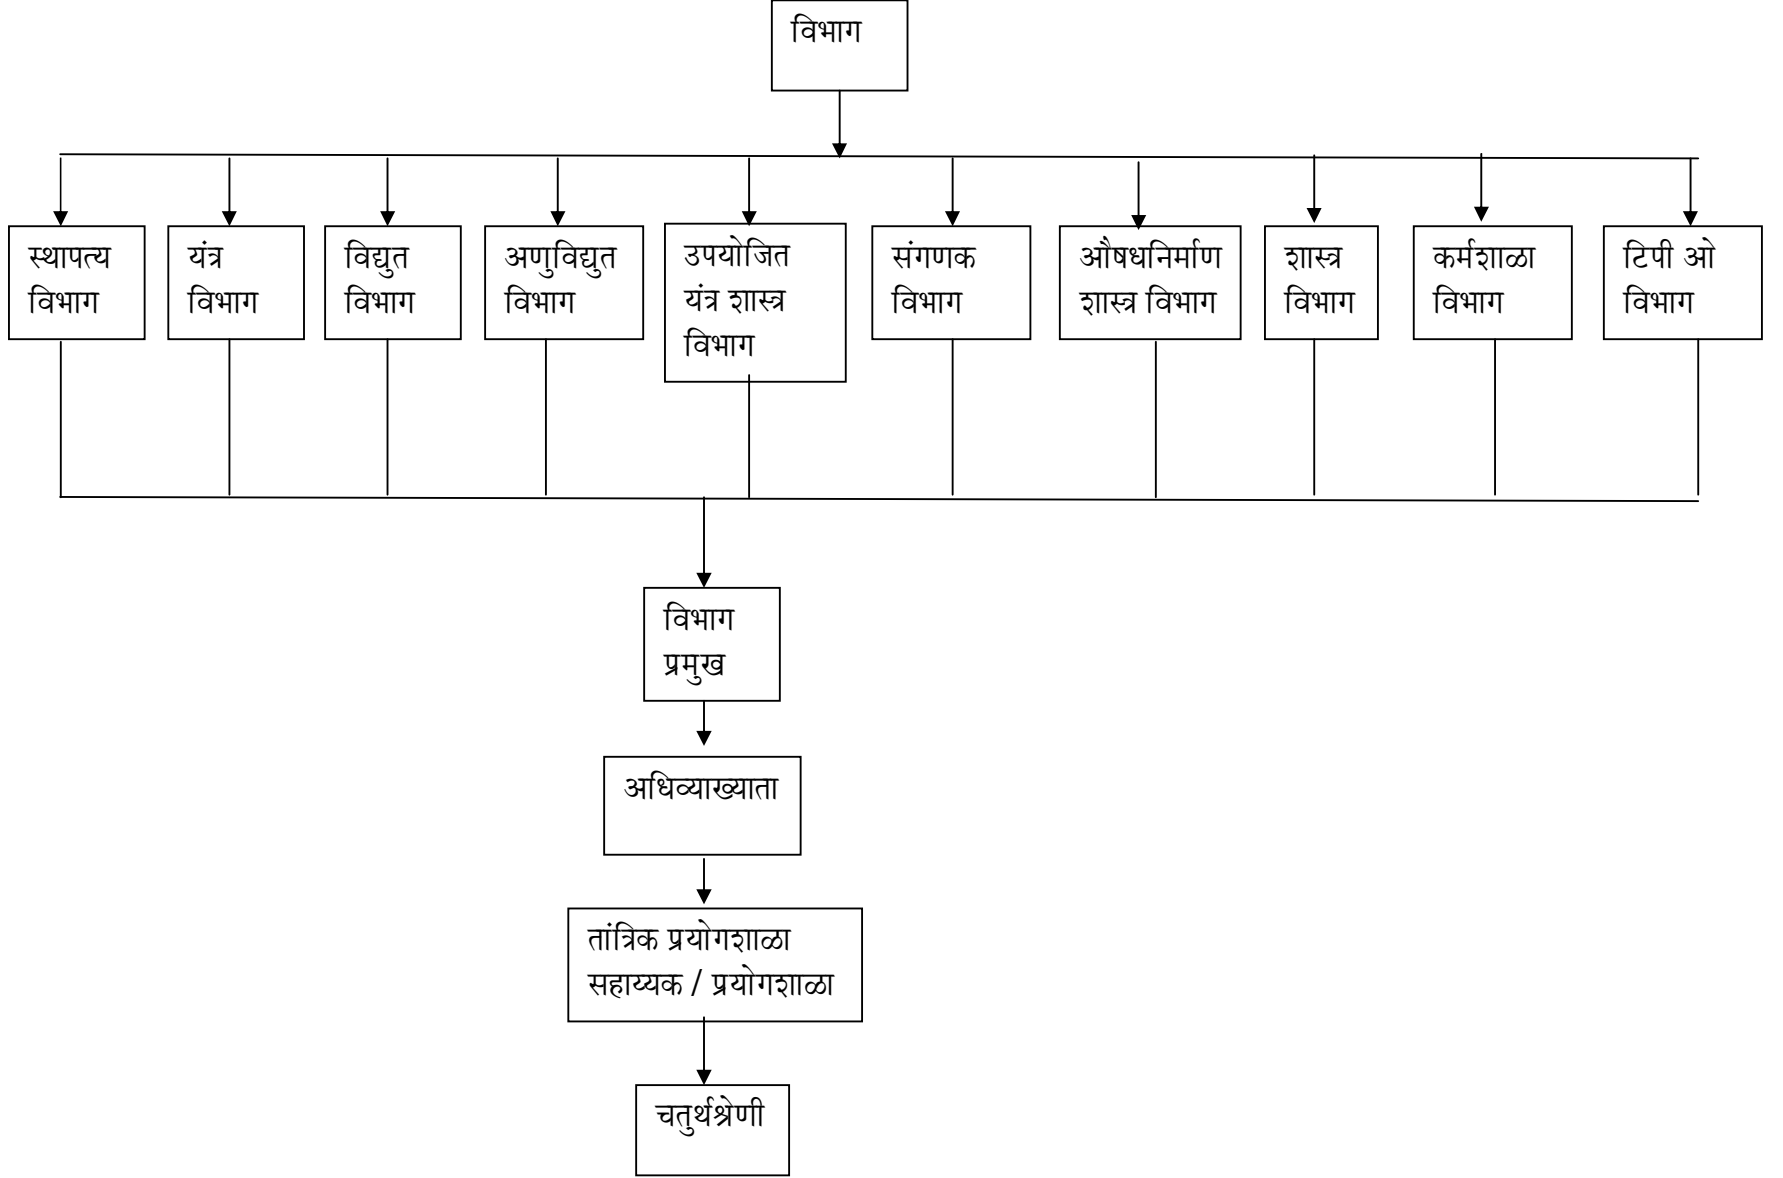 विभाग
स्थापत्य
विभाग
यंत्र
विभाग
विद्युत
विभाग
अणुविद्युत
विभाग
उपयोजित
यंत्र शास्त्र
विभाग
संगणक
विभाग
औषधनिर्माण
शास्त्र विभाग
शास्त्र
विभाग
कर्मशाळा
विभाग
टिपी ओ
विभाग
विभाग
प्रमुख
अधिव्याख्याता
तांत्रिक प्रयोगशाळा
सहाय्यक / प्रयोगशाळा
चतुर्थश्रेणी